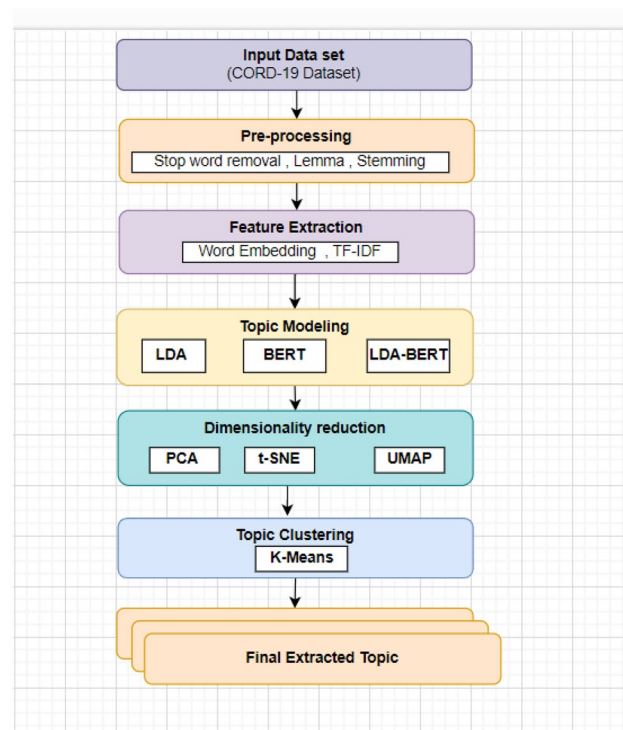 Input Data set
(CORD-19 Dataset)
Pre-processing
Stop word removal , Lemma , Stemming
Feature Extraction
Word Embedding , TF-IDF
Topic Modeling
LDA BERT LDA-BERT
Dimensionality reduction
PCA t-SNE UMAP
Topic Clustering
K-Means
Final Extracted Topic